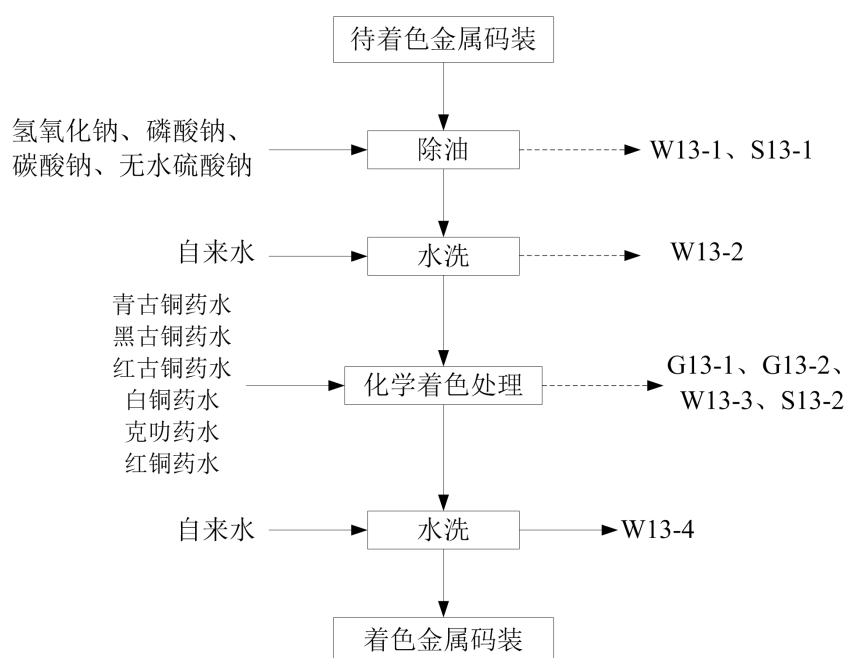 待着色金属码装
氢氧化钠、磷酸钠、
碳酸钠、无水硫酸钠
除油
W13-1、S13-1
自来水
水洗
W13-2
青古铜药水
黑古铜药水
红古铜药水
白铜药水
克叻药水
红铜药水
化学着色处理
G13-1、G13-2、
W13-3、S13-2
自来水
水洗
W13-4
着色金属码装